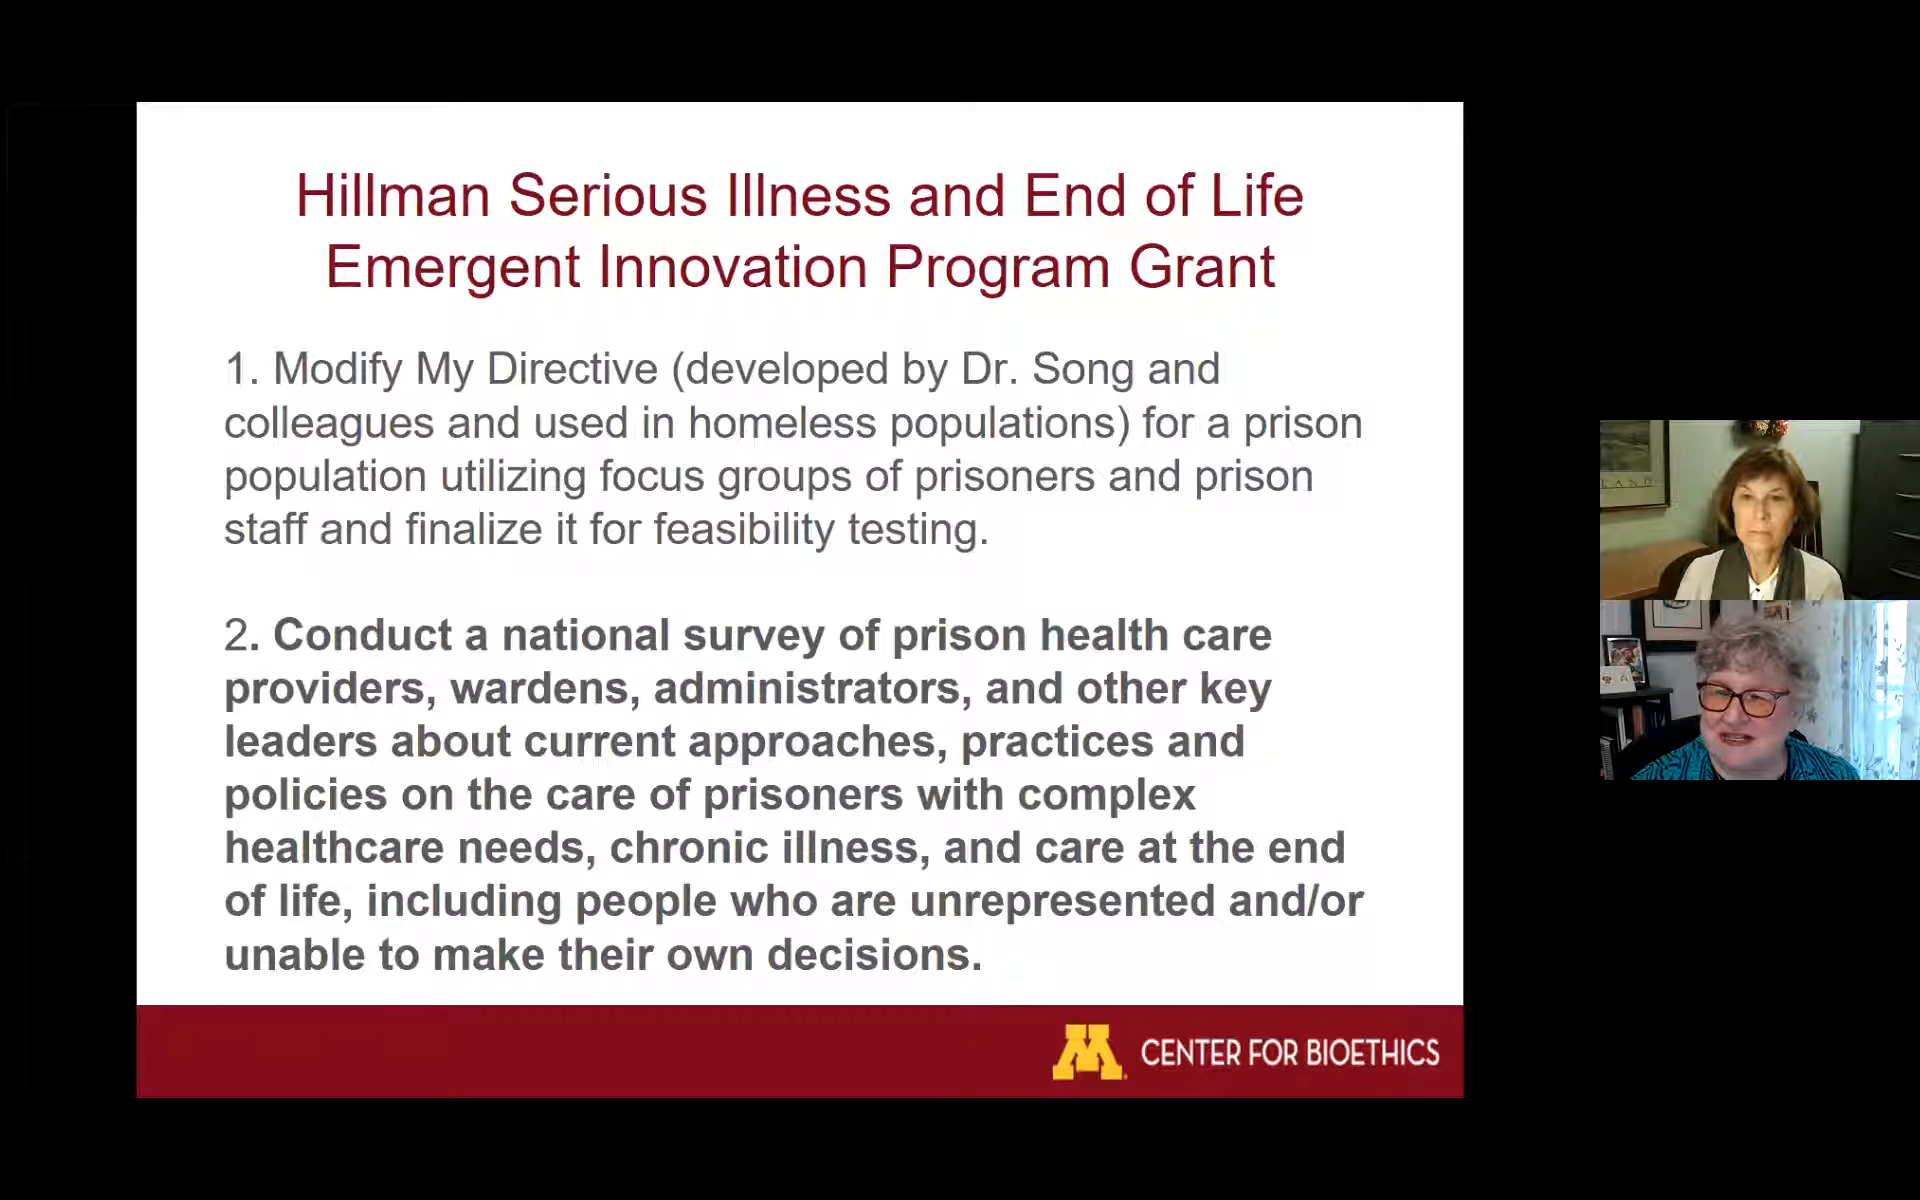 Hillman Serious Illness and End of Life
Emergent Innovation Program Grant
1. Modify My Directive (developed by Dr. Song and
colleagues and used in homeless populations) for a prison
population utilizing focus groups of prisoners and prison
staff and finalize it for feasibility testing.
2. Conduct a national survey of prison health care
providers, wardens, administrators, and other key
leaders about current approaches, practices and
policies on the care of prisoners with complex
healthcare needs, chronic illness, and care at the end
of life, including people who are unrepresented and/or
unable to make their own decisions.
M CENTER FOR BIOETHICS
LAND